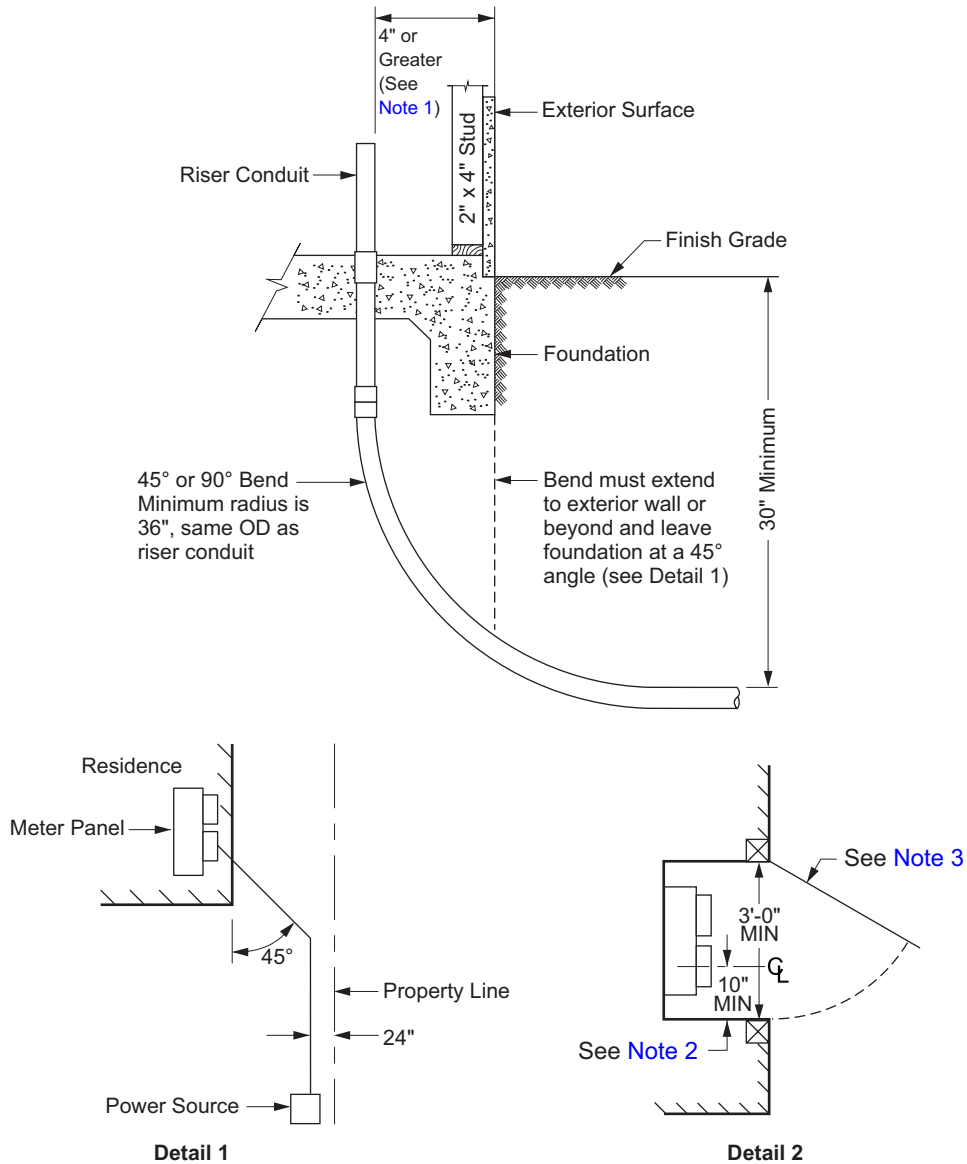 4" or
Greater
(See
Note 1)
2" x 4" Stud
Exterior Surface
Riser Conduit
Finish Grade
Foundation
45° or 90° Bend
Minimum radius is
36", same OD as
riser conduit
Bend must extend
to exterior wall or
beyond and leave
foundation at a 45°
angle (see Detail 1)
30" Minimum
Residence
Meter Panel
45°
Property Line
24"
Power Source
Detail 1
See Note 3
3'-0"
MIN
CL
10"
MIN
See Note 2
Detail 2